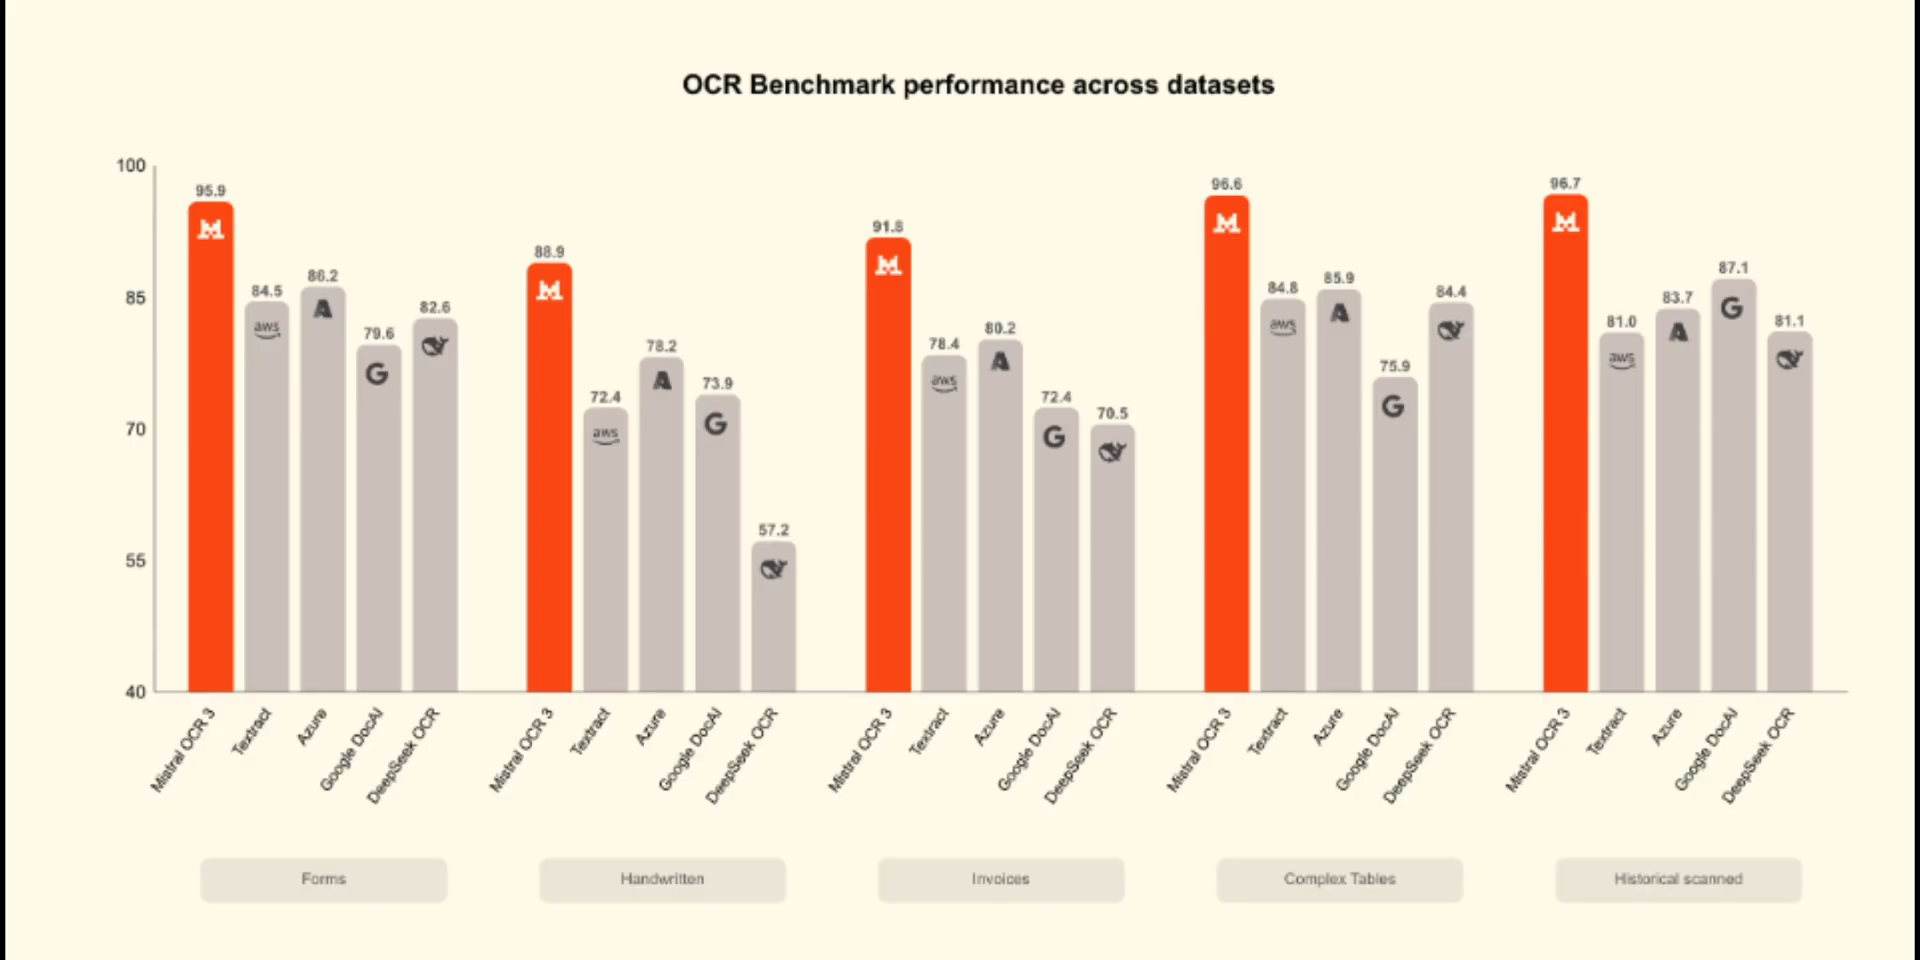 OCR Benchmark performance across datasets
100
85
70
55
40
95.9
84.5
aws
86.2
79.6
G
82.6
88.9
72.4
aws
78.2
73.9
G
57.2
91.8
78.4
aws
80.2
72.4
G
70.5
96.6
84.8
aws
85.9
75.9
G
84.4
96.7
81.0
aws
83.7
87.1
G
81.1
Mistral OCR 3
Textract
Azure
Google DocAI
DeepSeek OCR
Mistral OCR 3
Textract
Azure
Google DocAI
DeepSeek OCR
Mistral OCR 3
Textract
Azure
Google DocAI
DeepSeek OCR
Mistral OCR 3
Textract
Azure
Google DocAI
DeepSeek OCR
Mistral OCR 3
Textract
Azure
Google DocAI
DeepSeek OCR
Forms
Handwritten
Invoices
Complex Tables
Historical scanned